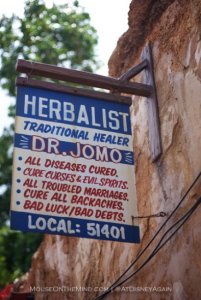 HERBALIST
TRADITIONAL HEALER
DR. JOMO
• ALL DISEASES CURED.
CURE CURSES & EVIL SPIRITS.
• ALL TROUBLED MARRIAGES.
• CURE ALL BACKACHES.
• BAD LUCK/BAD DEBTS.
LOCAL: 51401
MOUSEONTHEMIND.COM | @ATDISNEYAGAIN